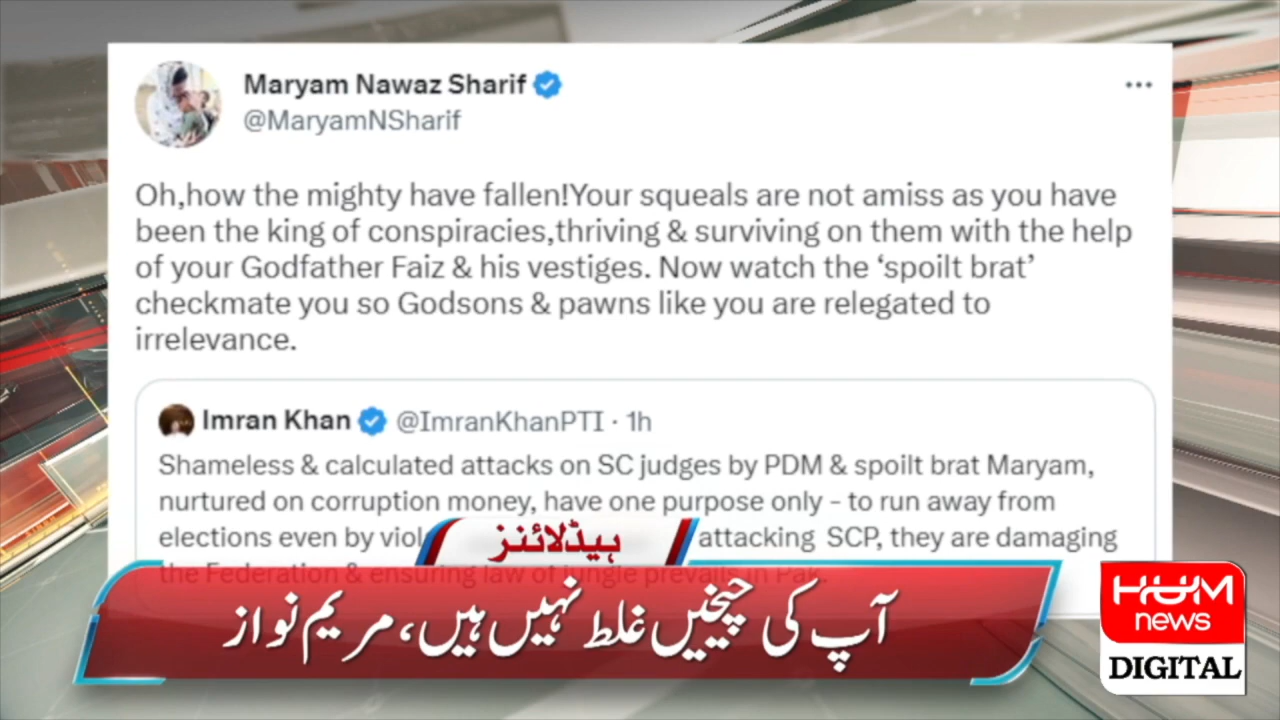 Maryam Nawaz Sharif
@MaryamNSharif
Oh,how the mighty have fallen!Your squeals are not amiss as you have
been the king of conspiracies,thriving & surviving on them with the help
of your Godfather Faiz & his vestiges. Now watch the ‘spoilt brat’
checkmate you so Godsons & pawns like you are relegated to
irrelevance.
Imran Khan @ImranKhanPTI · 1h
Shameless & calculated attacks on SC judges by PDM & spoilt brat Maryam,
nurtured on corruption money, have one purpose only – to run away from
elections even by viol attacking SCP, they are damaging
the Federation & ensuring law of jungle prevails in Pak.
ہیڈلائنز
آپ کی چیخیں غلط نہیں ہیں، مریم نواز
HUM
news
DIGITAL